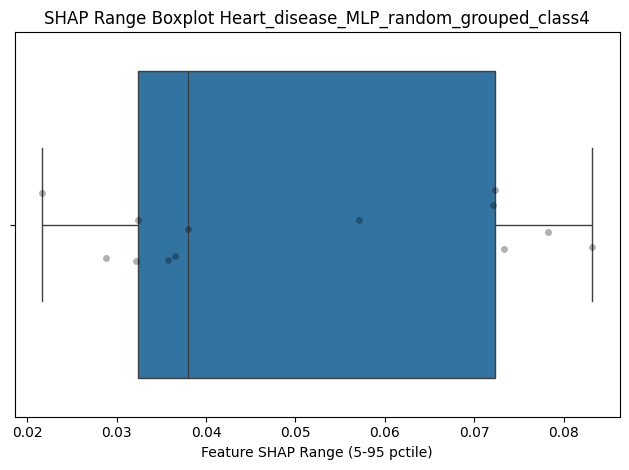 SHAP Range Boxplot Heart_disease_MLP_random_grouped_class4
0.02 0.03 0.04 0.05 0.06 0.07 0.08
Feature SHAP Range (5-95 pctile)